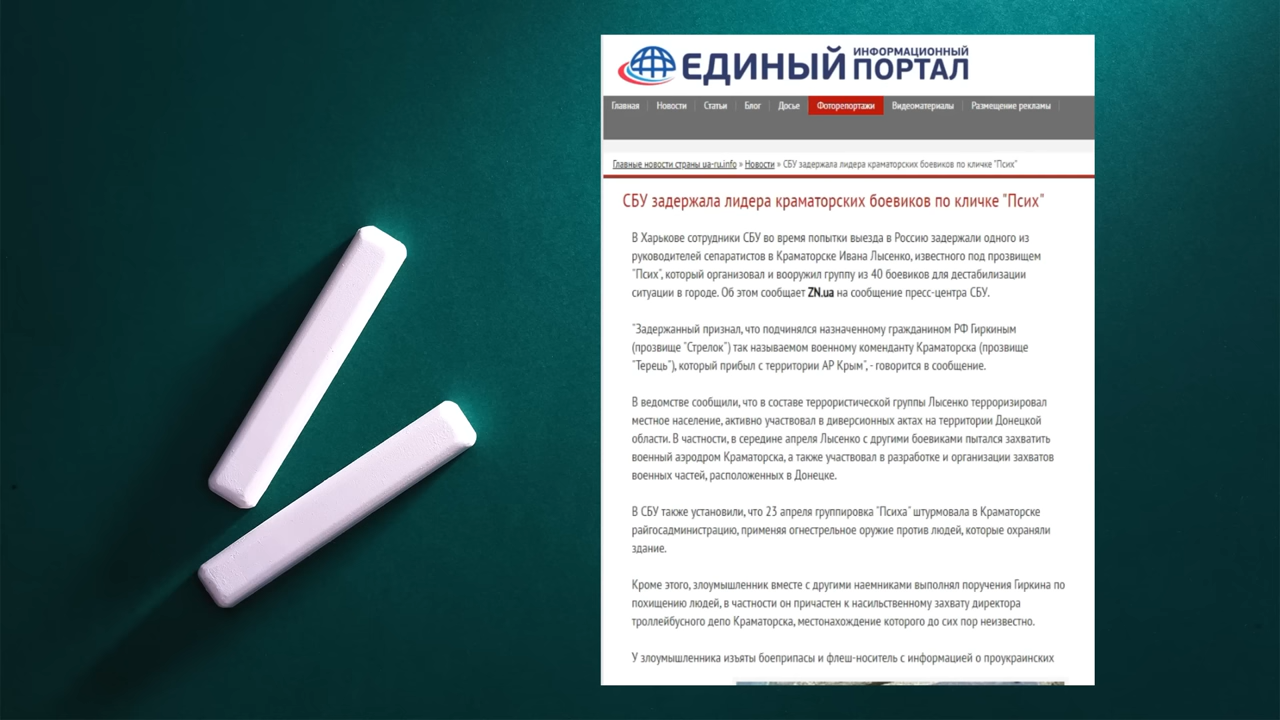 ЕДИНЫЙ ИНФОРМАЦИОННЫЙ ПОРТАЛ
Главная Новости Статьи Блог Досье Фоторепортажи Видеоматериалы Размещение рекламы
Главные новости страны ua-ru.info » Новости » СБУ задержала лидера краматорских боевиков по кличке "Псих"
СБУ задержала лидера краматорских боевиков по кличке "Псих"
В Харькове сотрудники СБУ во время попытки выезда в Россию задержали одного из
руководителей сепаратистов в Краматорске Ивана Лысенко, известного под прозвищем
"Псих", который организовал и вооружил группу из 40 боевиков для дестабилизации
ситуации в городе. Об этом сообщает ZN.ua на сообщение пресс-центра СБУ.
"Задержанный признал, что подчинялся назначенному гражданином РФ Гиркиным
(прозвище "Стрелок") так называемом военному коменданту Краматорска (прозвище
"Терець"), который прибыл с территории АР Крым", - говорится в сообщение.
В ведомстве сообщили, что в составе террористической группы Лысенко терроризировал
местное население, активно участвовал в диверсионных актах на территории Донецкой
области. В частности, в середине апреля Лысенко с другими боевиками пытался захватить
военный аэродром Краматорска, а также участвовал в разработке и организации захватов
военных частей, расположенных в Донецке.
В СБУ также установили, что 23 апреля группировка "Психа" штурмовала в Краматорске
райгосадминистрацию, применяя огнестрельное оружие против людей, которые охраняли
здание.
Кроме этого, злоумышленник вместе с другими наемниками выполнял поручения Гиркина по
похищению людей, в частности он причастен к насильственному захвату директора
троллейбусного депо Краматорска, местонахождение которого до сих пор неизвестно.
У злоумышленника изъяты боеприпасы и флеш-носитель с информацией о проукраинских